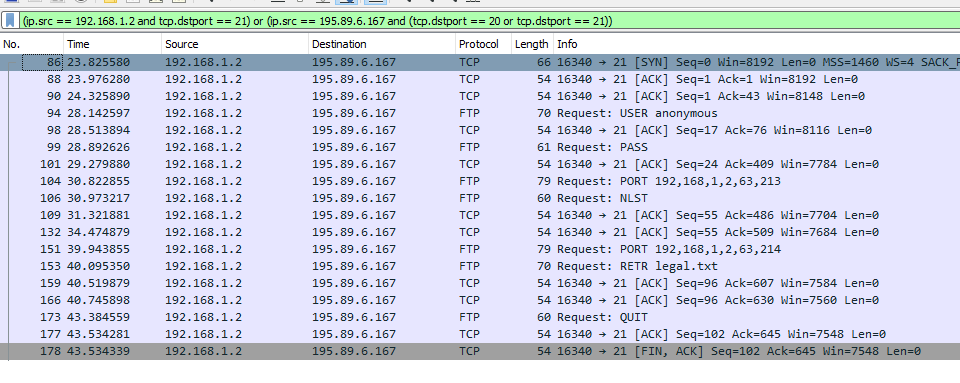 (ip.src == 192.168.1.2 and tcp.dstport == 21) or (ip.src == 195.89.6.167 and (tcp.dstport == 20 or tcp.dstport == 21))
No. Time Source Destination Protocol Length Info
86 23.825580 192.168.1.2 195.89.6.167 TCP 66 16340 → 21 [SYN] Seq=0 Win=8192 Len=0 MSS=1460 WS=4 SACK_P
88 23.976280 192.168.1.2 195.89.6.167 TCP 54 16340 → 21 [ACK] Seq=1 Ack=1 Win=8192 Len=0
90 24.325890 192.168.1.2 195.89.6.167 TCP 54 16340 → 21 [ACK] Seq=1 Ack=43 Win=8148 Len=0
94 28.142597 192.168.1.2 195.89.6.167 FTP 70 Request: USER anonymous
98 28.513894 192.168.1.2 195.89.6.167 TCP 54 16340 → 21 [ACK] Seq=17 Ack=76 Win=8116 Len=0
99 28.892626 192.168.1.2 195.89.6.167 FTP 61 Request: PASS
101 29.279880 192.168.1.2 195.89.6.167 TCP 54 16340 → 21 [ACK] Seq=24 Ack=409 Win=7784 Len=0
104 30.822855 192.168.1.2 195.89.6.167 FTP 79 Request: PORT 192,168,1,2,63,213
106 30.973217 192.168.1.2 195.89.6.167 FTP 60 Request: NLST
109 31.321881 192.168.1.2 195.89.6.167 TCP 54 16340 → 21 [ACK] Seq=55 Ack=486 Win=7704 Len=0
132 34.474879 192.168.1.2 195.89.6.167 TCP 54 16340 → 21 [ACK] Seq=55 Ack=509 Win=7684 Len=0
151 39.943855 192.168.1.2 195.89.6.167 FTP 79 Request: PORT 192,168,1,2,63,214
153 40.095350 192.168.1.2 195.89.6.167 FTP 70 Request: RETR legal.txt
159 40.519879 192.168.1.2 195.89.6.167 TCP 54 16340 → 21 [ACK] Seq=96 Ack=607 Win=7584 Len=0
166 40.745898 192.168.1.2 195.89.6.167 TCP 54 16340 → 21 [ACK] Seq=96 Ack=630 Win=7560 Len=0
173 43.384559 192.168.1.2 195.89.6.167 FTP 60 Request: QUIT
177 43.534281 192.168.1.2 195.89.6.167 TCP 54 16340 → 21 [ACK] Seq=102 Ack=645 Win=7548 Len=0
178 43.534339 192.168.1.2 195.89.6.167 TCP 54 16340 → 21 [FIN, ACK] Seq=102 Ack=645 Win=7548 Len=0